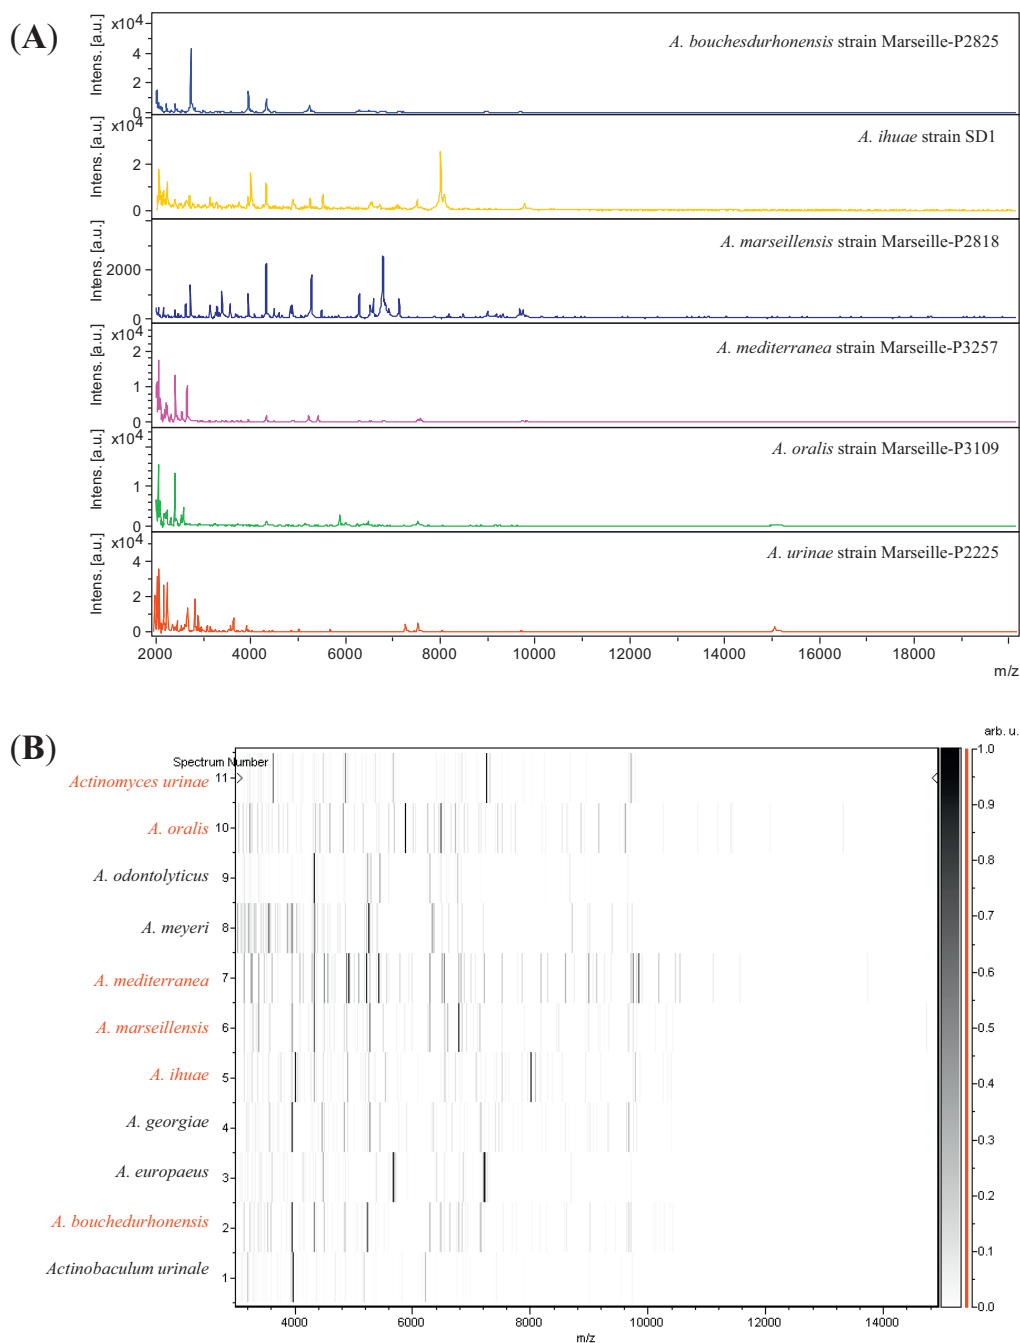 (A)
x10⁴
Intens. [a.u.]
4
2
0
A. bouchesdurhonensis strain Marseille-P2825
x10⁴
Intens. [a.u.]
2
0
A. ihuae strain SD1
Intens. [a.u.]
2000
0
A. marseillensis strain Marseille-P2818
x10⁴
Intens. [a.u.]
2
1
0
A. mediterranea strain Marseille-P3257
x10⁴
Intens. [a.u.]
1
0
A. oralis strain Marseille-P3109
x10⁴
Intens. [a.u.]
4
2
0
A. urinae strain Marseille-P2225
2000 4000 6000 8000 10000 12000 14000 16000 18000
m/z
(B)
arb. u.
Spectrum Number
Actinomyces urinae 11
A. oralis 10
A. odontolyticus 9
A. meyeri 8
A. mediterranea 7
A. marseillensis 6
A. ihuae 5
A. georgiae 4
A. europaeus 3
A. bouchedurhonensis 2
Actinobaculum urinale 1
4000 6000 8000 10000 12000 14000
m/z
1.0
0.9
0.8
0.7
0.6
0.5
0.4
0.3
0.2
0.1
0.0